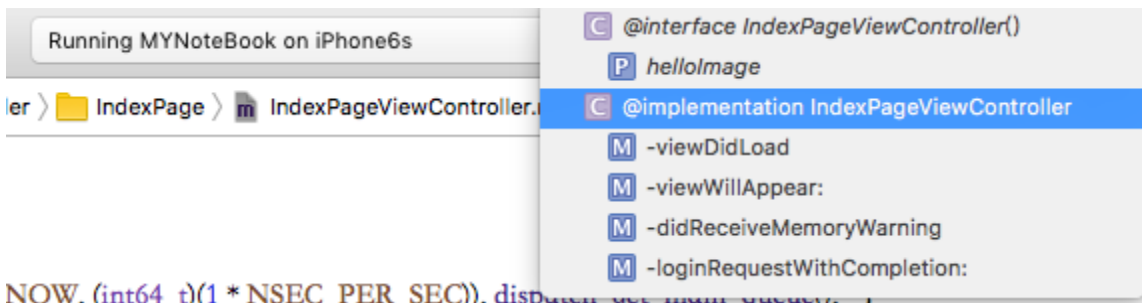 Running MYNoteBook on iPhone6s
ler 〉 IndexPage 〉 m IndexPageViewController.
C @interface IndexPageViewController()
P helloImage
C @implementation IndexPageViewController
M -viewDidLoad
M -viewWillAppear:
M -didReceiveMemoryWarning
M -loginRequestWithCompletion:
NOW, (int64_t)(1 * NSEC_PER_SEC)), dispatch_get_main_queue(), ^{